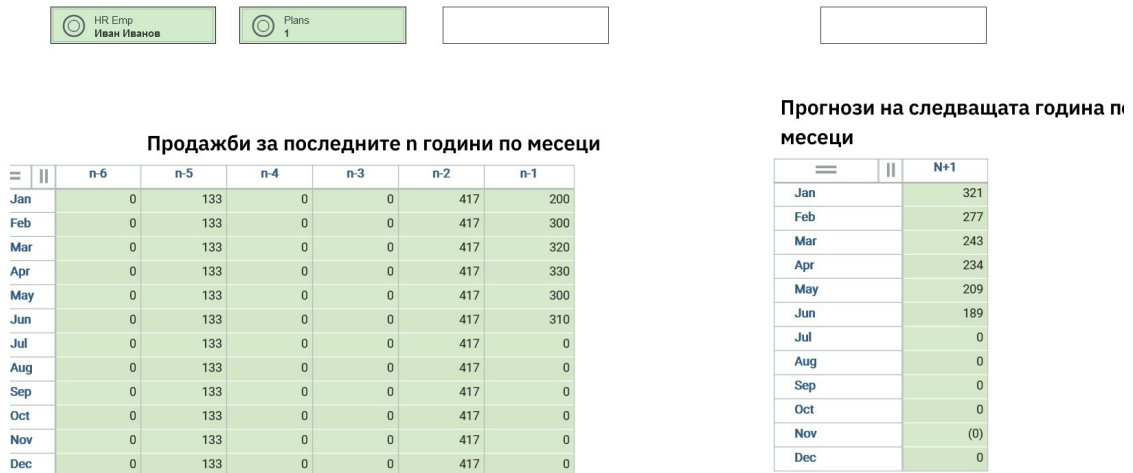 HR Emp
Иван Иванов
Plans
1
Продажби за последните n години по месеци
n-6 n-5 n-4 n-3 n-2 n-1
Jan 0 133 0 0 417 200
Feb 0 133 0 0 417 300
Mar 0 133 0 0 417 320
Apr 0 133 0 0 417 330
May 0 133 0 0 417 300
Jun 0 133 0 0 417 310
Jul 0 133 0 0 417 0
Aug 0 133 0 0 417 0
Sep 0 133 0 0 417 0
Oct 0 133 0 0 417 0
Nov 0 133 0 0 417 0
Dec 0 133 0 0 417 0
Прогнози на следващата година по
месеци
N+1
Jan 321
Feb 277
Mar 243
Apr 234
May 209
Jun 189
Jul 0
Aug 0
Sep 0
Oct 0
Nov (0)
Dec 0